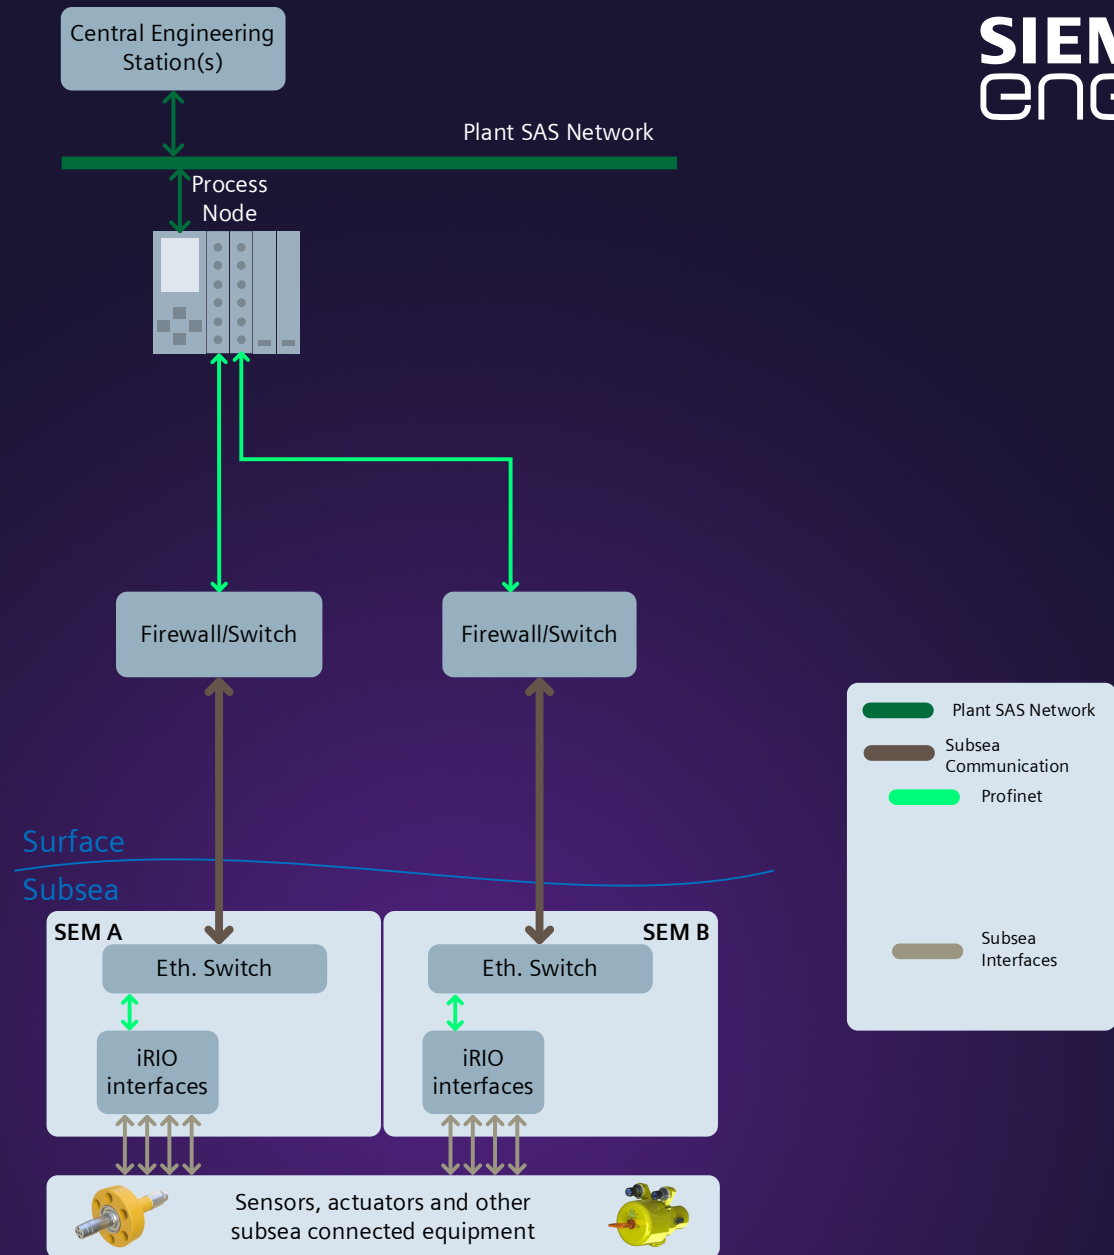 Central Engineering
Station(s)
Plant SAS Network
Process
Node
Firewall/Switch
Firewall/Switch
Surface
Subsea
SEM A
Eth. Switch
iRIO
interfaces
SEM B
Eth. Switch
iRIO
interfaces
Sensors, actuators and other
subsea connected equipment
Plant SAS Network
Subsea
Communication
Profinet
Subsea
Interfaces